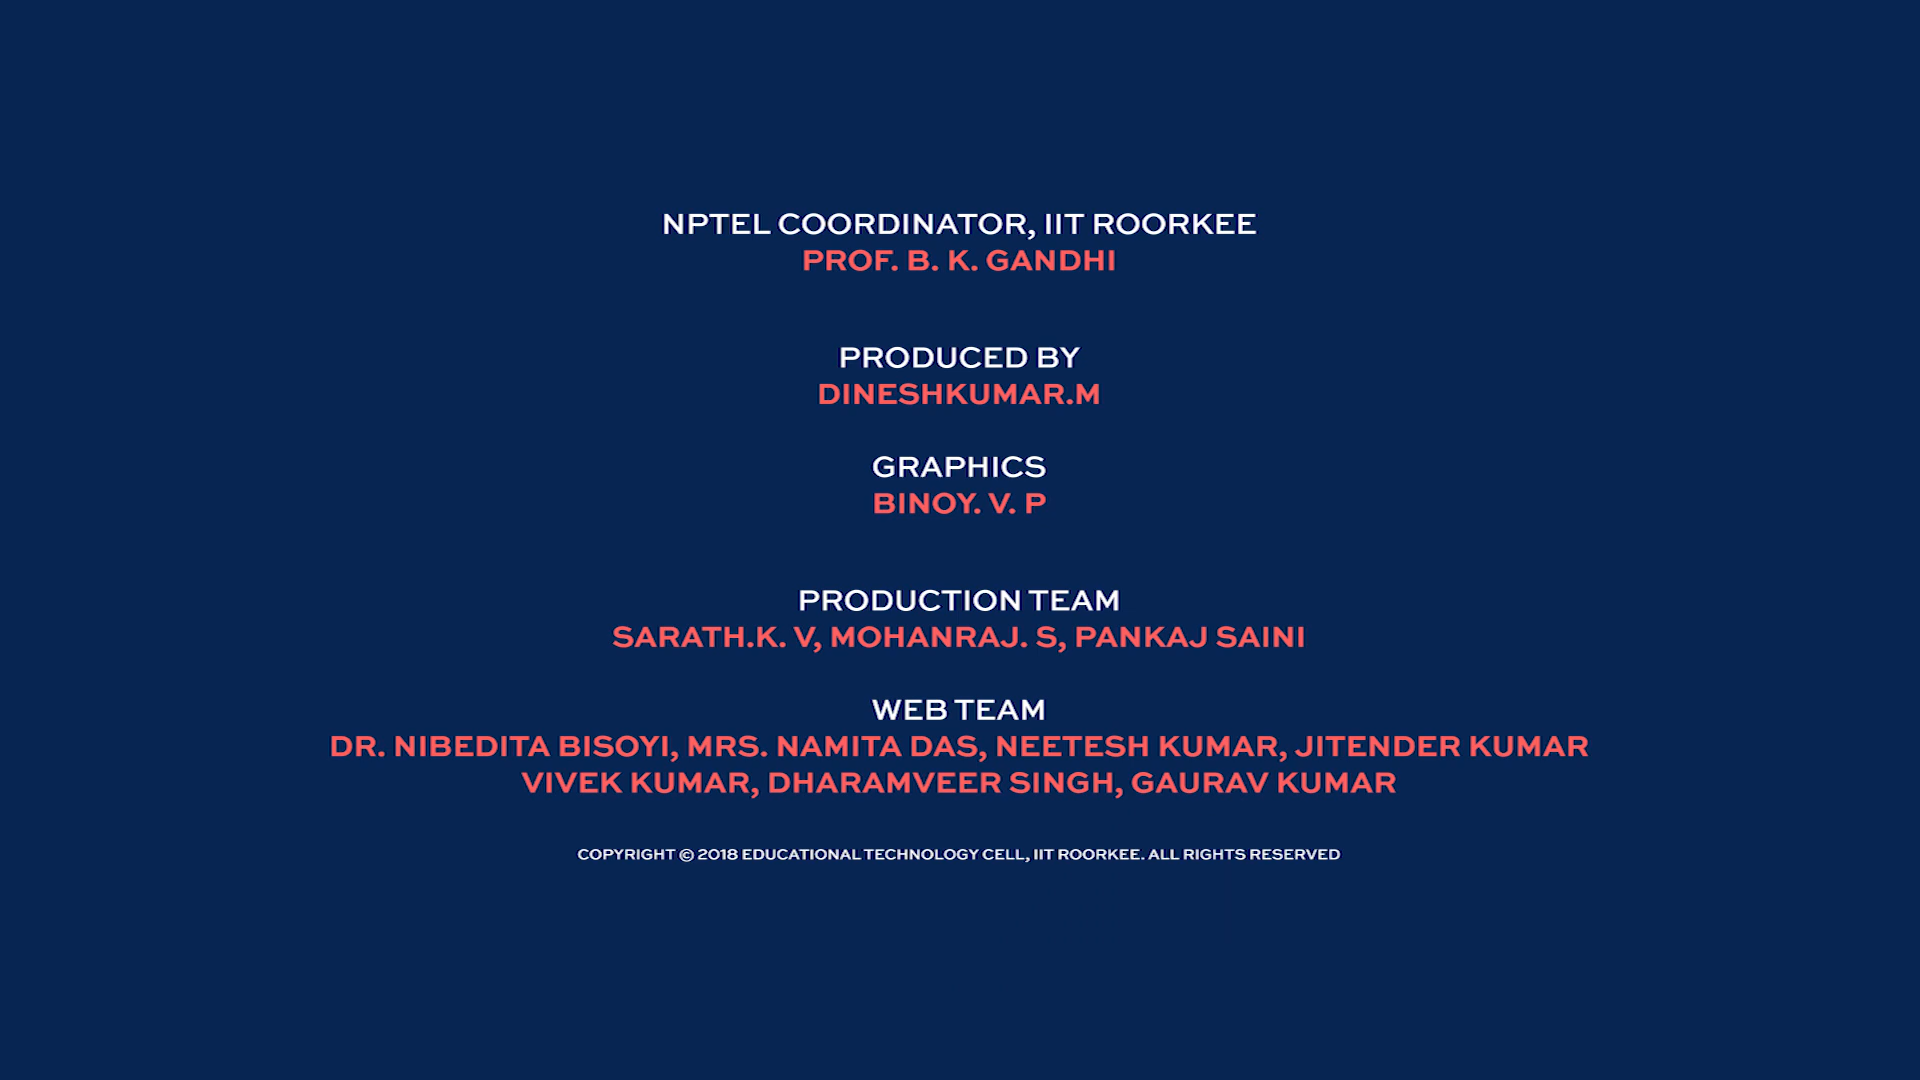 NPTEL COORDINATOR, IIT ROORKEE
PROF. B. K. GANDHI
PRODUCED BY
DINESHKUMAR.M
GRAPHICS
BINOY. V. P
PRODUCTION TEAM
SARATH.K. V, MOHANRAJ. S, PANKAJ SAINI
WEB TEAM
DR. NIBEDITA BISOYI, MRS. NAMITA DAS, NEETESH KUMAR, JITENDER KUMAR
VIVEK KUMAR, DHARAMVEER SINGH, GAURAV KUMAR
COPYRIGHT © 2018 EDUCATIONAL TECHNOLOGY CELL, IIT ROORKEE. ALL RIGHTS RESERVED